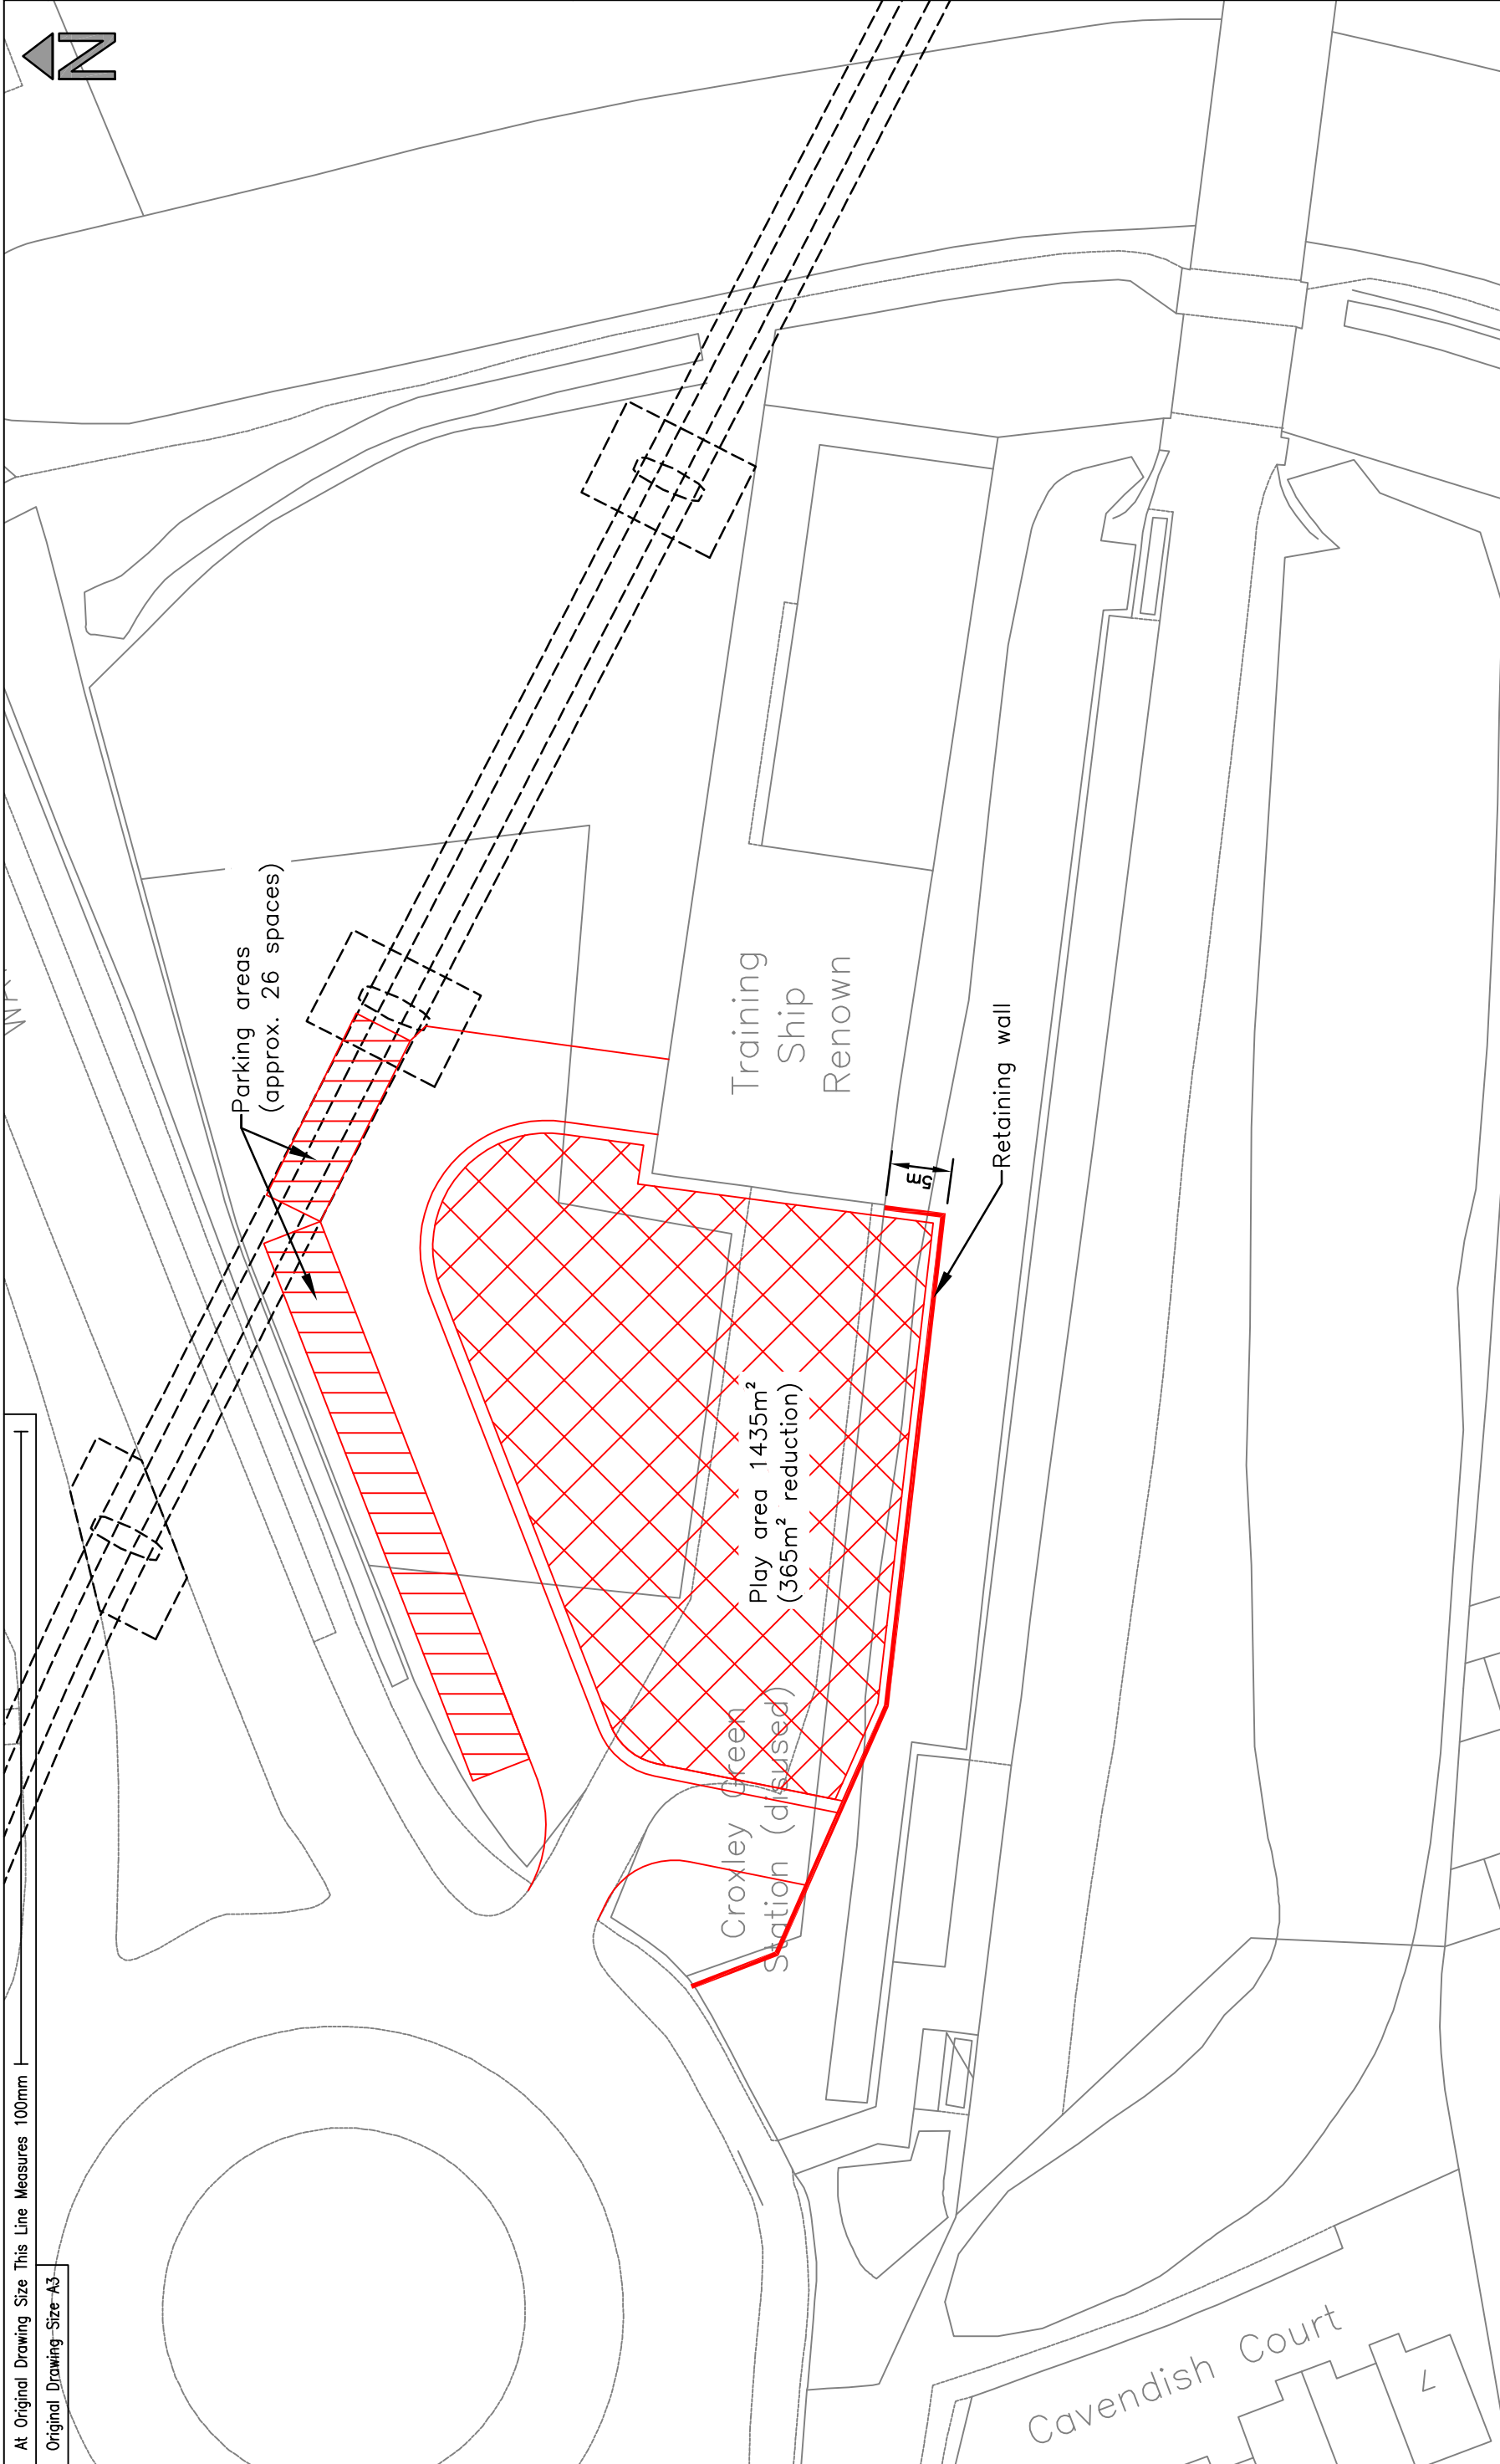 At Original Drawing Size This Line Measures 100mm
Original Drawing Size A3
N
Parking areas
(approx. 26 spaces)
Training
Ship
Renown
5m
Retaining wall
Play area 1435m²
(365m² reduction)
Croxley Green
Station (disused)
Cavendish Court